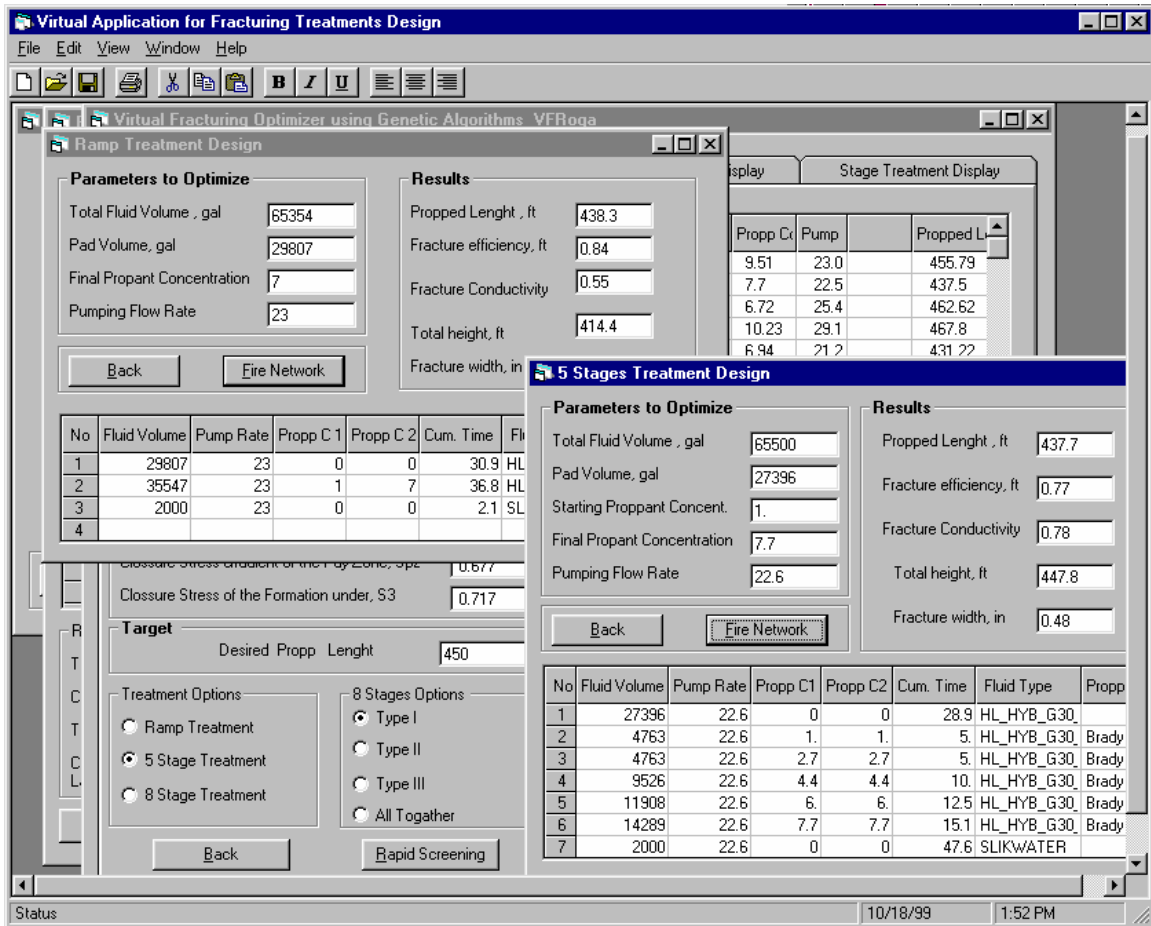 Virtual Application for Fracturing Treatments Design
File Edit View Window Help
B I U
Virtual Fracturing Optimizer using Genetic Algorithms VFRoga
Ramp Treatment Design
Parameters to Optimize
Total Fluid Volume , gal 65354
Pad Volume, gal 29807
Final Propant Concentration 7
Pumping Flow Rate 23
Results
Propped Lenght , ft 438.3
Fracture efficiency, ft 0.84
Fracture Conductivity 0.55
Total height, ft 414.4
Fracture width, in
Back Fire Network
No Fluid Volume Pump Rate Propp C 1 Propp C 2 Cum. Time
1 29807 23 0 0 30.9 HL
2 35547 23 1 7 36.8 HL
3 2000 23 0 0 2.1
4
Stage Treatment Display
Pump Propped
9.51 23.0 455.79
7.7 22.5 437.5
6.72 25.4 462.62
10.23 29.1 467.8
6.94 21.2 431.22
5 Stages Treatment Design
Parameters to Optimize
Total Fluid Volume , gal 65500
Pad Volume, gal 27396
Starting Proppant Concent. 1.
Final Propant Concentration 7.7
Pumping Flow Rate 22.6
Results
Propped Lenght , ft 437.7
Fracture efficiency, ft 0.77
Fracture Conductivity 0.78
Total height, ft 447.8
Fracture width, in 0.48
Back Fire Network
No Fluid Volume Pump Rate Propp C1 Propp C2 Cum. Time Fluid Type Propp
1 27396 22.6 0 0 28.9 HL_HYB_G30_
2 4763 22.6 1. 1. 5. HL_HYB_G30_ Brady
3 4763 22.6 2.7 2.7 5. HL_HYB_G30_ Brady
4 9526 22.6 4.4 4.4 10. HL_HYB_G30_ Brady
5 11908 22.6 6. 6. 12.5 HL_HYB_G30_ Brady
6 14289 22.6 7.7 7.7 15.1 HL_HYB_G30_ Brady
7 2000 22.6 0 0 47.6 SLIKWATER
Clossure Stress Gradient of the Pay Zone, Spz 0.677
Clossure Stress of the Formation under, S3 0.717
Target
Desired Propp Lenght 450
Treatment Options
Ramp Treatment
5 Stage Treatment
8 Stage Treatment
8 Stages Options
Type I
Type II
Type III
All Togather
Back Rapid Screening
Status 10/18/99 1:52 PM